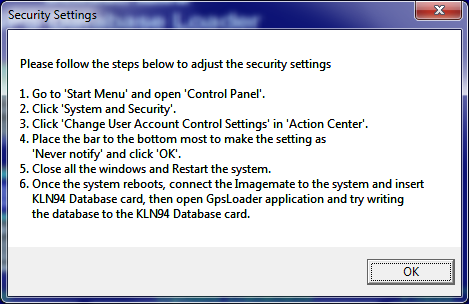 Security Settings
Please follow the steps below to adjust the security settings
1. Go to 'Start Menu' and open 'Control Panel'.
2. Click 'System and Security'.
3. Click 'Change User Account Control Settings' in 'Action Center'.
4. Place the bar to the bottom most to make the setting as
'Never notify' and click 'OK'.
5. Close all the windows and Restart the system.
6. Once the system reboots, connect the Imagemate to the system and insert
KLN94 Database card, then open GpsLoader application and try writing
the database to the KLN94 Database card.
OK